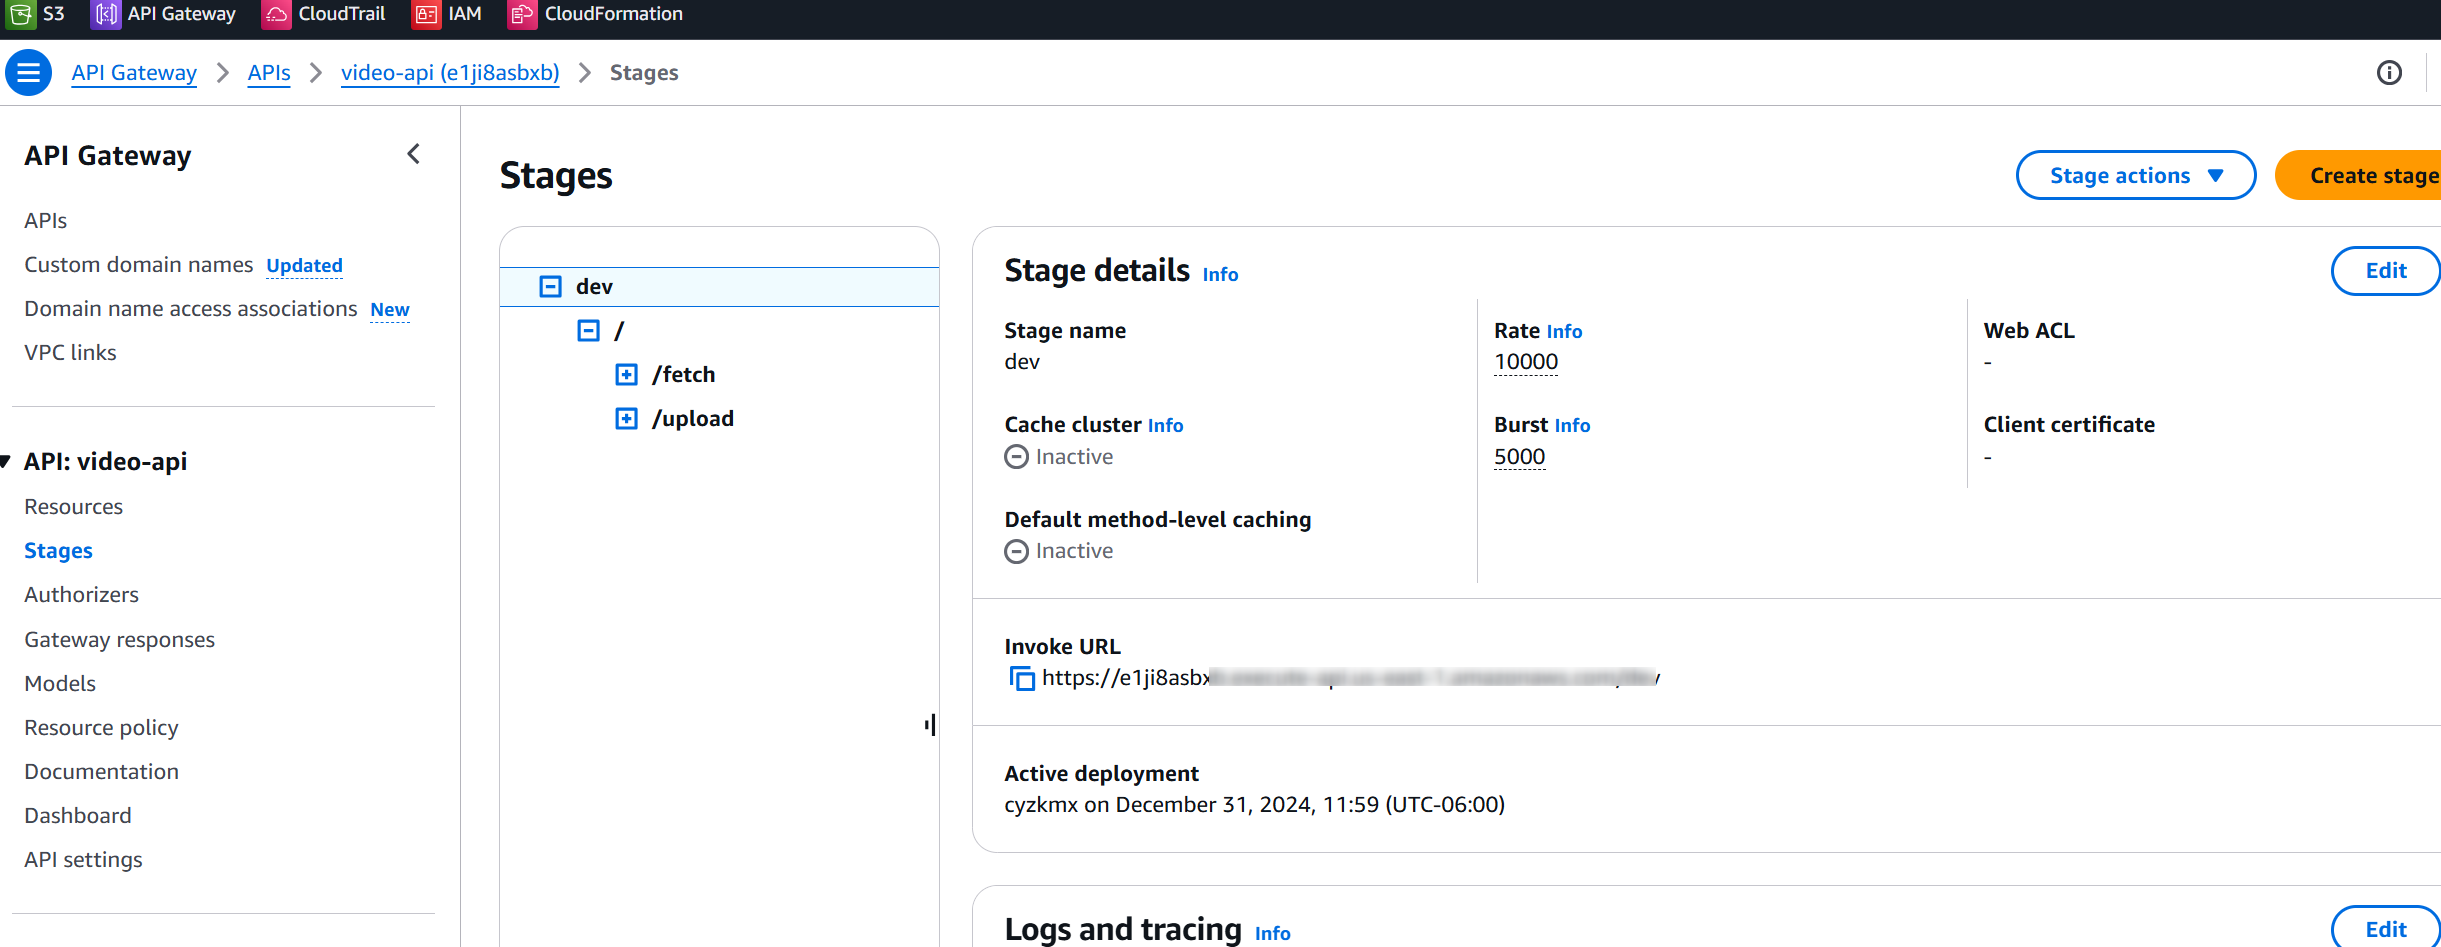 S3 API Gateway CloudTrail IAM CloudFormation
API Gateway APIs video-api (e1ji8asbxb) Stages
API Gateway
APIs
Custom domain names Updated
Domain name access associations New
VPC links
API: video-api
Resources
Stages
Authorizers
Gateway responses
Models
Resource policy
Documentation
Dashboard
API settings
Stages
Stage actions
Create stage
dev
/
/fetch
/upload
Stage details Info
Edit
Stage name
dev
Cache cluster Info
Inactive
Default method-level caching
Inactive
Rate Info
10000
Burst Info
5000
Web ACL
-
Client certificate
-
Invoke URL
https://e1ji8asbx
Active deployment
cyzkmx on December 31, 2024, 11:59 (UTC-06:00)
Logs and tracing Info
Edit